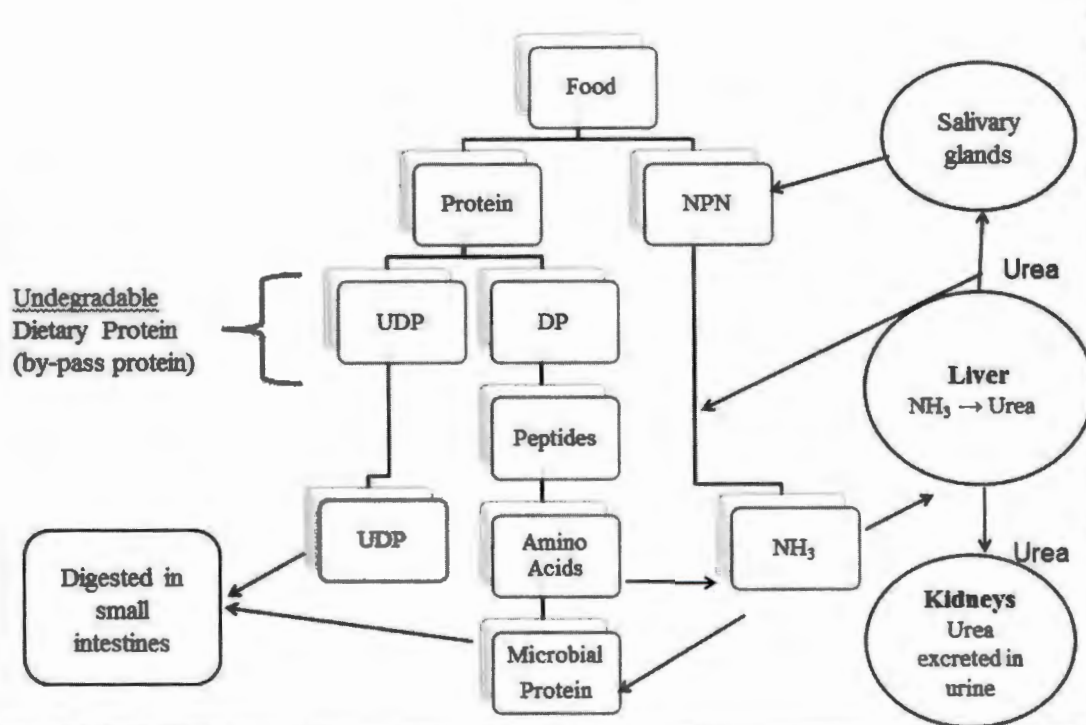 Food
Salivary
glands
Protein
NPN
Urea
Undegradable
Dietary Protein
(by-pass protein)
UDP
DP
Liver
NH₃ → Urea
Peptides
UDP
Amino
Acids
NH₃
Urea
Digested in
small
intestines
Microbial
Protein
Kidneys
Urea
excreted in
urine